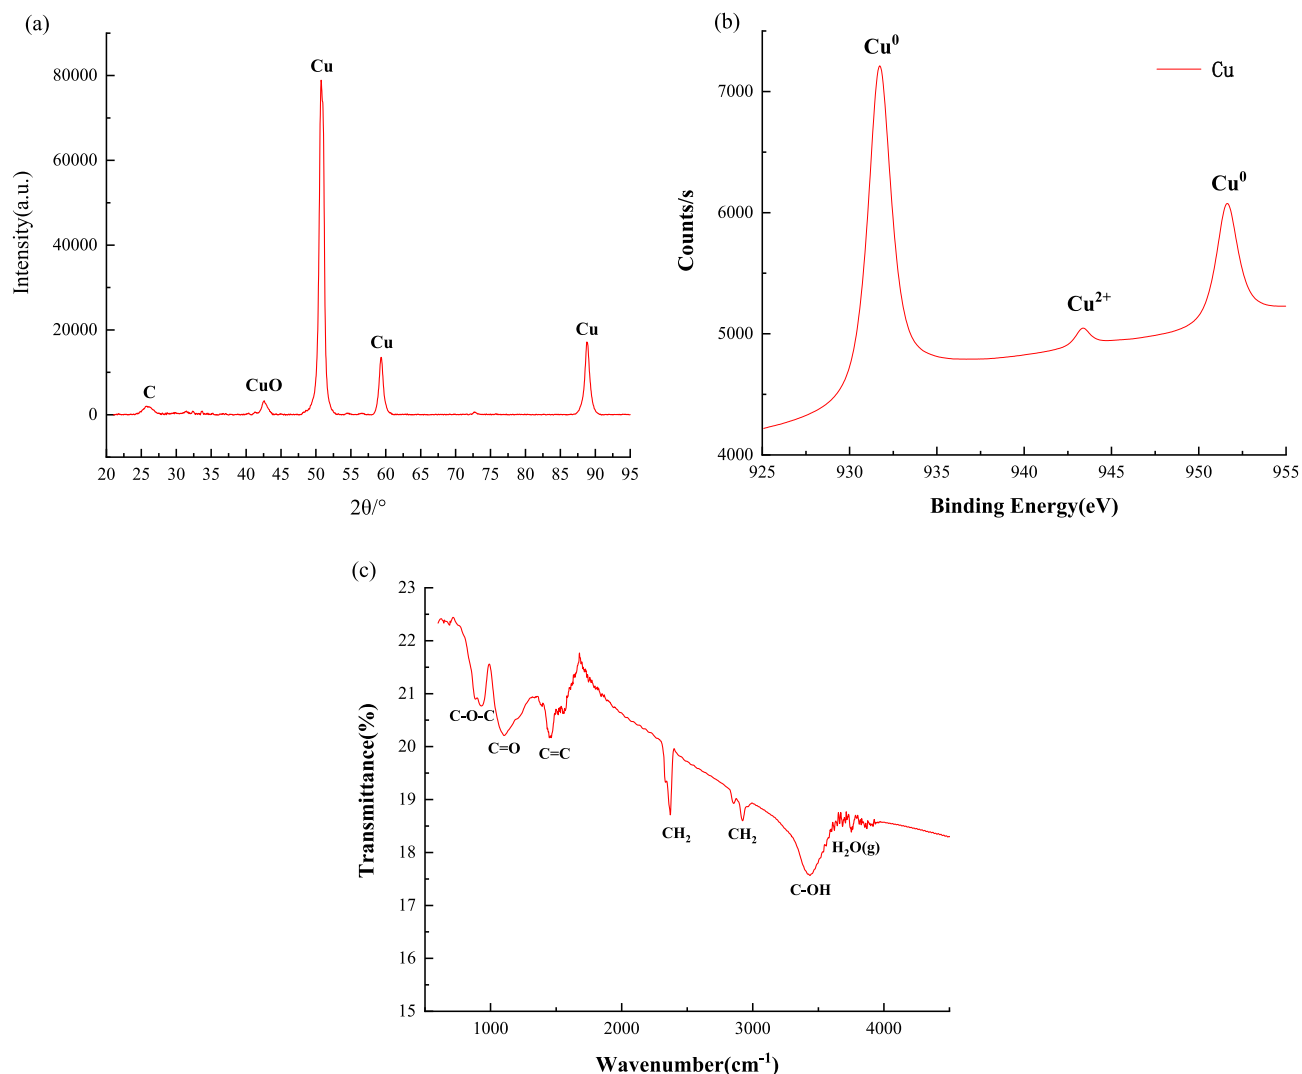 (a)
80000
60000
40000
20000
0
Intensity(a.u.)
C
CuO
Cu
Cu
Cu
20 25 30 35 40 45 50 55 60 65 70 75 80 85 90 95
2θ/°
(b)
7000
6000
5000
4000
Counts/s
Cu⁰
Cu²⁺
Cu⁰
Cu
925 930 935 940 945 950 955
Binding Energy(eV)
(c)
23
22
21
20
19
18
17
16
15
Transmittance(%)
C-O-C
C=O
C=C
CH₂
CH₂
C-OH
H₂O(g)
1000 2000 3000 4000
Wavenumber(cm⁻¹)